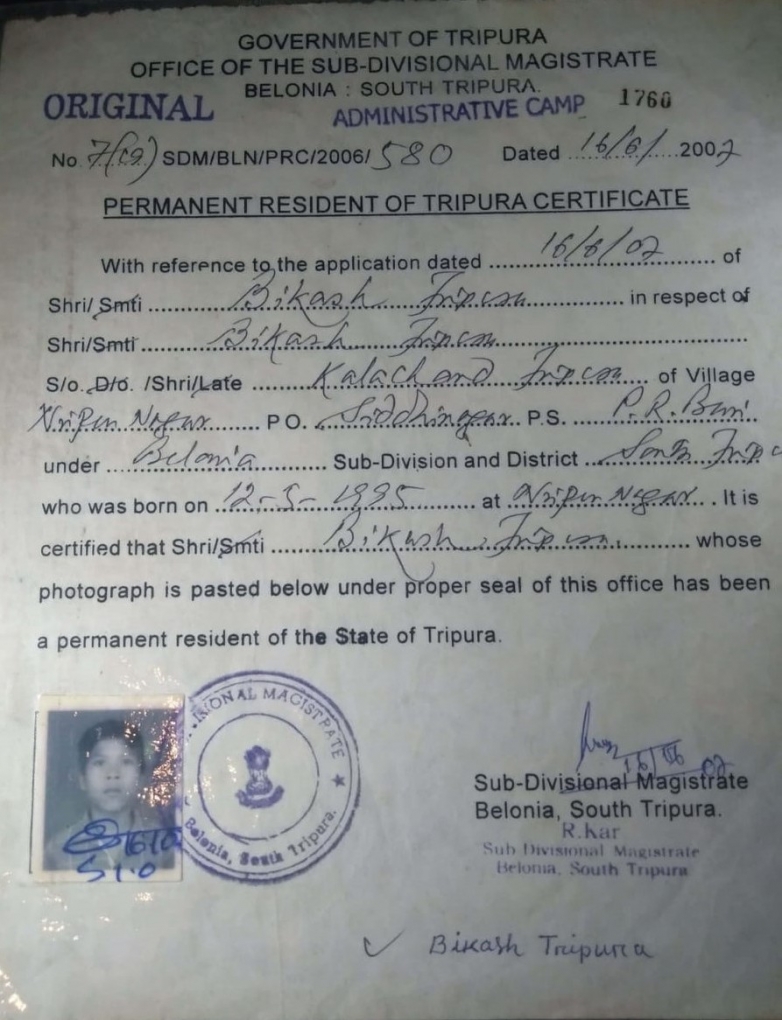 GOVERNMENT OF TRIPURA
OFFICE OF THE SUB-DIVISIONAL MAGISTRATE
BELONIA : SOUTH TRIPURA.
ORIGINAL ADMINISTRATIVE CAMP 1760
No. 7(19) SDM/BLN/PRC/2006/ 580 Dated 16/6/ 2007
PERMANENT RESIDENT OF TRIPURA CERTIFICATE
With reference to the application dated 16/6/07 of
Shri/ Smti Bikash Tripura in respect of
Shri/Smti Bikash Tripura
S/o. D/o. /Shri/Late Kalachand Tripura of Village
Nripen Nagar PO. Siddhinagar P.S. P.R. Bari
under Belonia Sub-Division and District South Trip
who was born on 12-5-1995 at Nripen Nagar. It is
certified that Shri/Smti Bikash Tripura whose
photograph is pasted below under proper seal of this office has been
a permanent resident of the State of Tripura.
IONAL MAGISTRATE ★
Belonia, South Tripura.
16/06 07
Sub-Divisional Magistrate
Belonia, South Tripura.
R.Kar
Sub Divisional Magistrate
Belonia, South Tripura
✓ Bikash Tripura